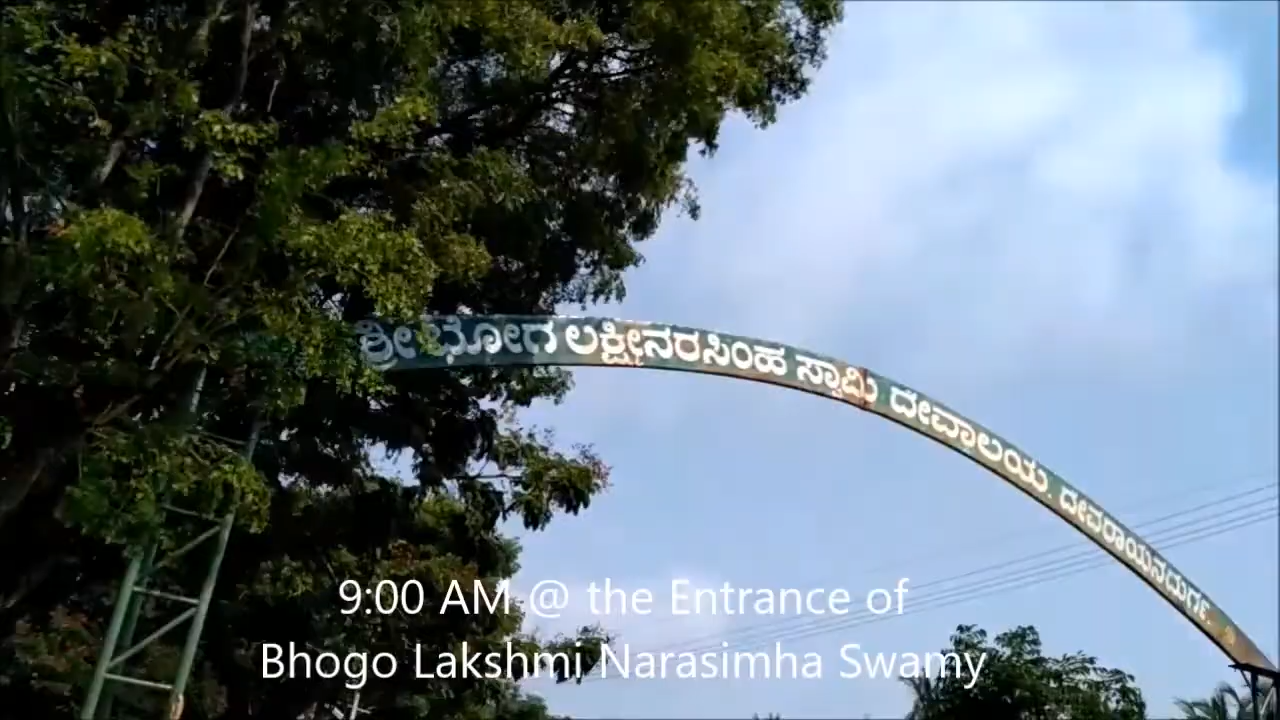 ಶ್ರೀ ಭೋಗ ಲಕ್ಷ್ಮೀನರಸಿಂಹ ಸ್ವಾಮಿ ದೇವಾಲಯ. ದೇವರಾಯನದುರ್ಗ.
9:00 AM @ the Entrance of
Bhogo Lakshmi Narasimha Swamy